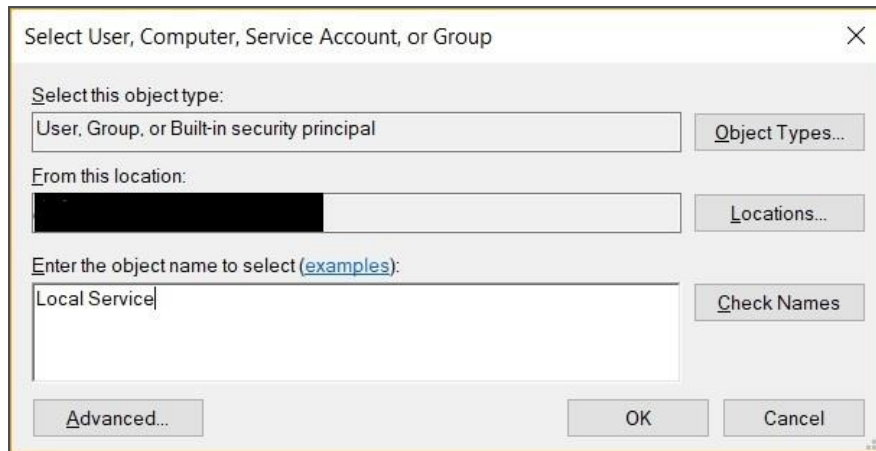 Select User, Computer, Service Account, or Group
Select this object type:
User, Group, or Built-in security principal
Object Types...
From this location:
Locations...
Enter the object name to select (examples):
Local Service
Check Names
Advanced...
OK
Cancel